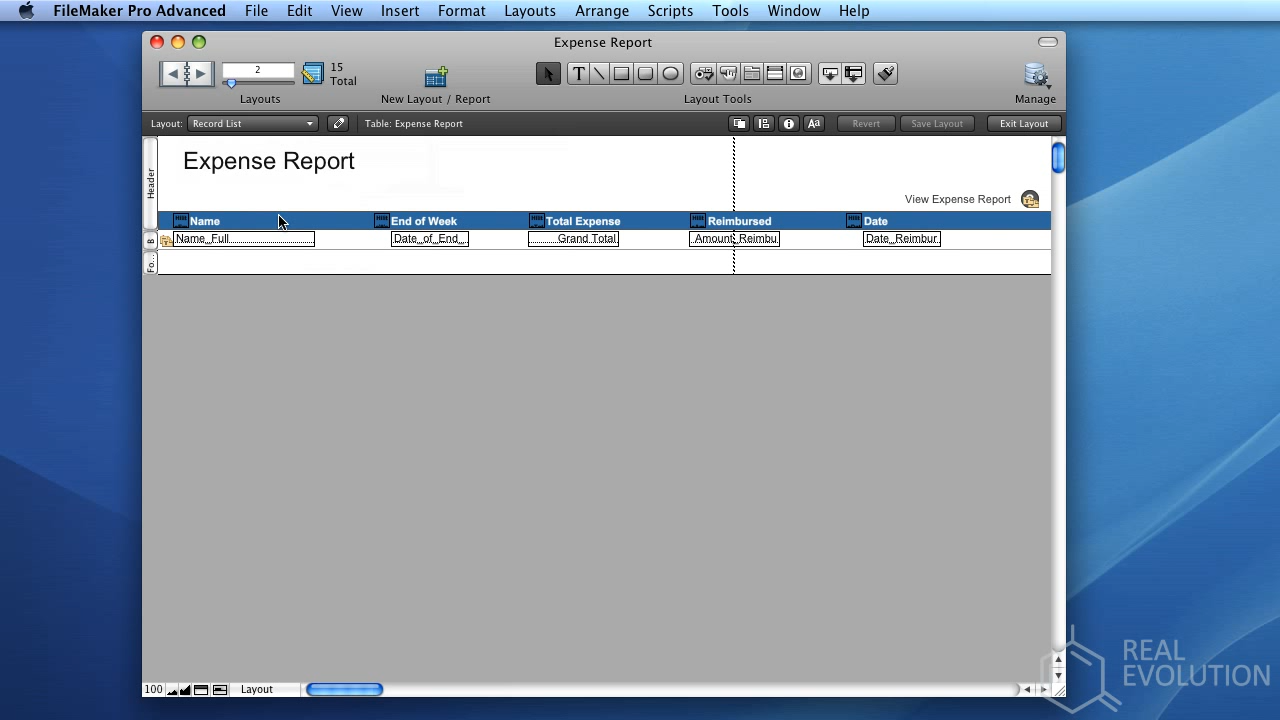 FileMaker Pro Advanced File Edit View Insert Format Layouts Arrange Scripts Tools Window Help
Expense Report
2
15
Total
Layouts
New Layout / Report
T
Layout Tools
Manage
Layout: Record List
Table: Expense Report
Aa
Revert
Save Layout
Exit Layout
Header
Expense Report
View Expense Report
Name End of Week Total Expense Reimbursed Date
B
Name_Full Date_of_End_ Grand Total Amount_Reimbu Date_Reimbur
Fo...
100
Layout
REAL
EVOLUTION